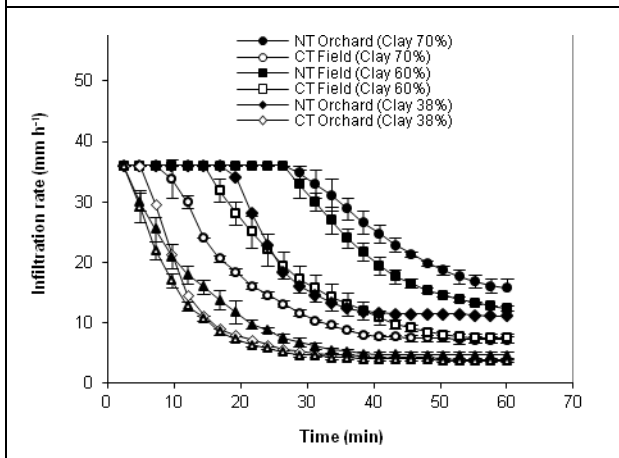 NT Orchard (Clay 70%)
CT Field (Clay 70%)
NT Field (Clay 60%)
CT Field (Clay 60%)
NT Orchard (Clay 38%)
CT Orchard (Clay 38%)
50
40
30
20
10
0
Infiltration rate (mm h⁻¹)
0 10 20 30 40 50 60 70
Time (min)